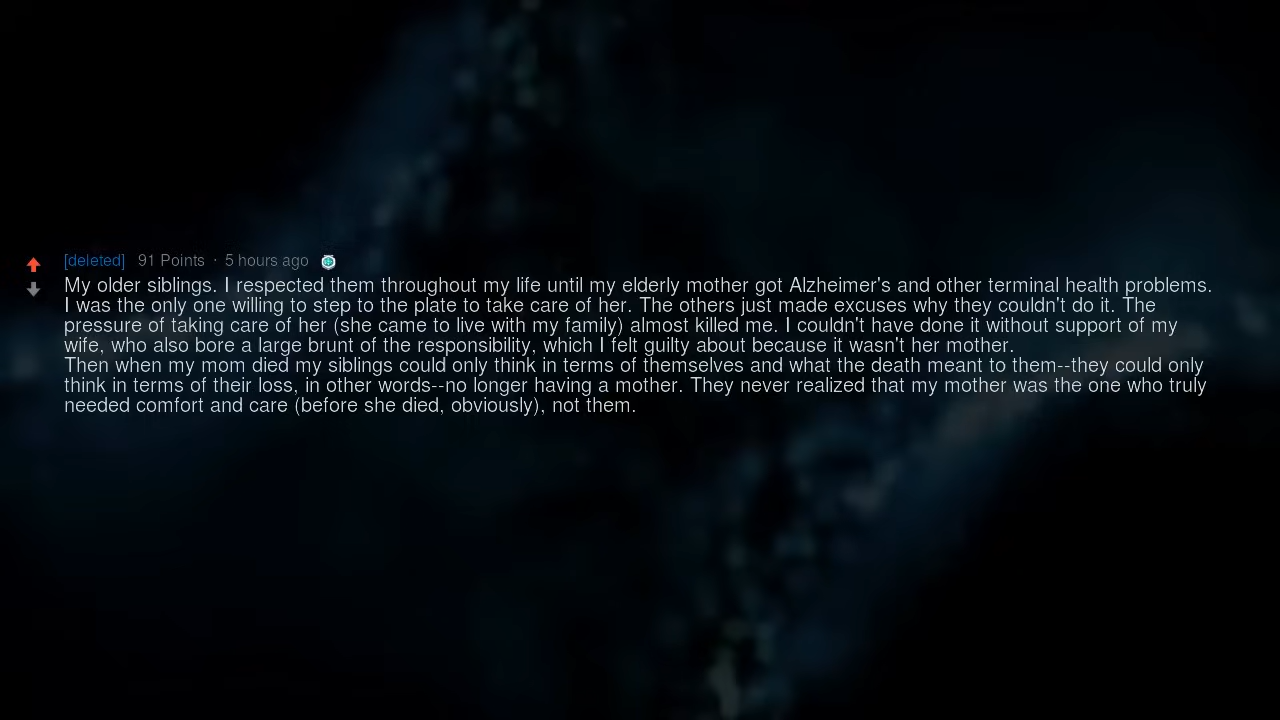 [deleted] 91 Points · 5 hours ago
My older siblings. I respected them throughout my life until my elderly mother got Alzheimer's and other terminal health problems.
I was the only one willing to step to the plate to take care of her. The others just made excuses why they couldn't do it. The
pressure of taking care of her (she came to live with my family) almost killed me. I couldn't have done it without support of my
wife, who also bore a large brunt of the responsibility, which I felt guilty about because it wasn't her mother.
Then when my mom died my siblings could only think in terms of themselves and what the death meant to them--they could only
think in terms of their loss, in other words--no longer having a mother. They never realized that my mother was the one who truly
needed comfort and care (before she died, obviously), not them.